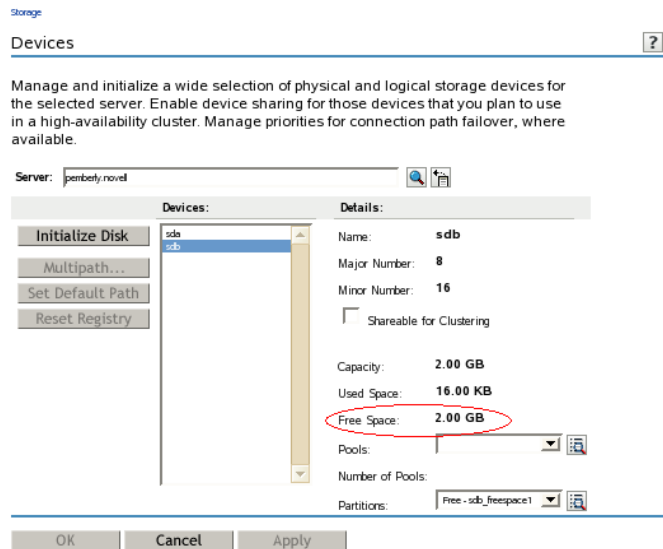 Storage
Devices
?
Manage and initialize a wide selection of physical and logical storage devices for
the selected server. Enable device sharing for those devices that you plan to use
in a high-availability cluster. Manage priorities for connection path failover, where
available.
Server: pemberly.novell
Devices: Details:
Initialize Disk
Multipath...
Set Default Path
Reset Registry
sda
sdb
Name: sdb
Major Number: 8
Minor Number: 16
Shareable for Clustering
Capacity: 2.00 GB
Used Space: 16.00 KB
Free Space: 2.00 GB
Pools:
Number of Pools:
Partitions: Free - sdb_freespace1
OK Cancel Apply